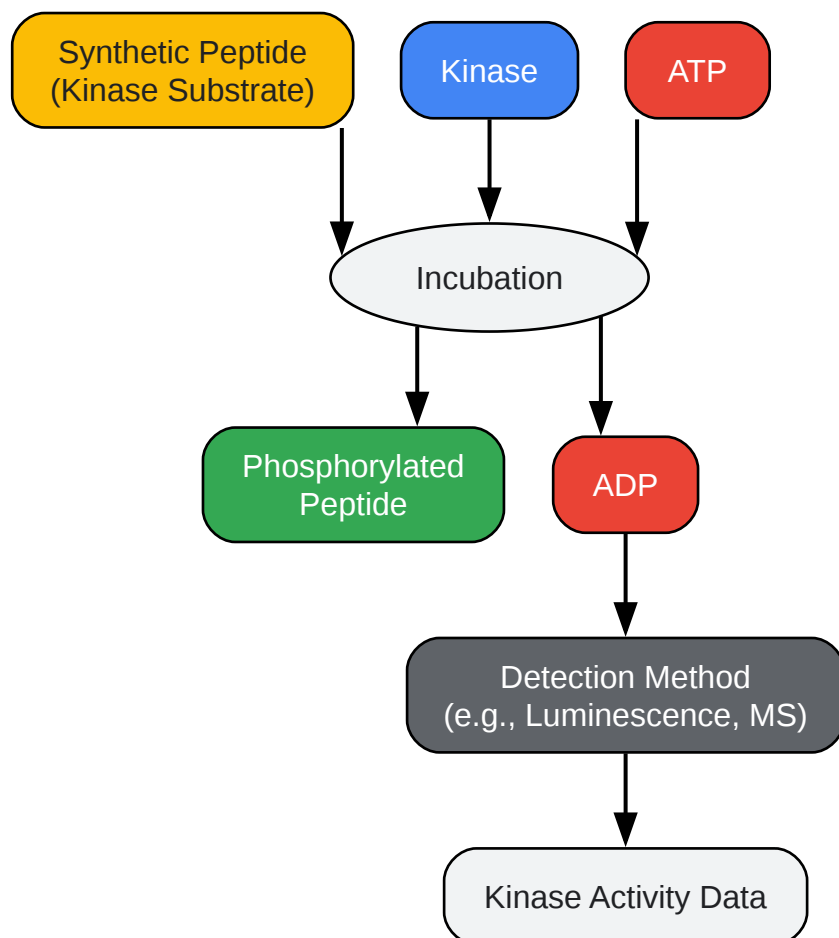 Synthetic Peptide
(Kinase Substrate)
Kinase
ATP
Incubation
Phosphorylated
Peptide
ADP
Detection Method
(e.g., Luminescence, MS)
Kinase Activity Data